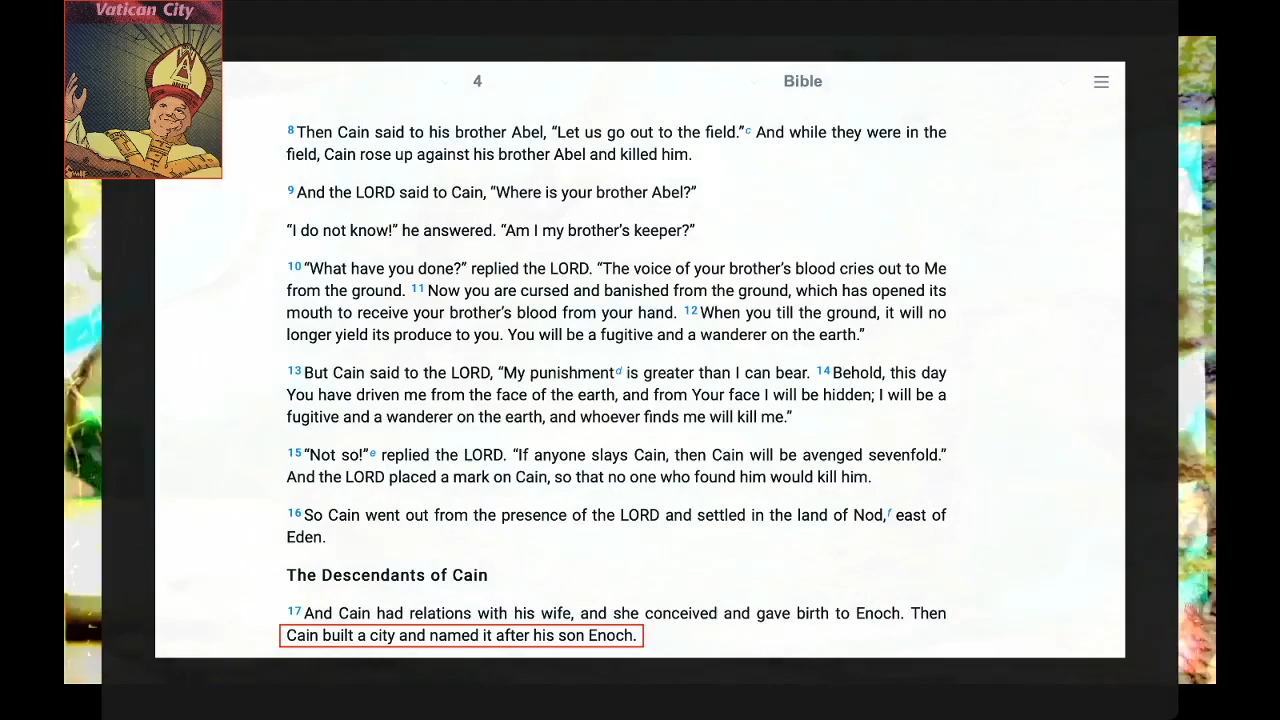 Vatican City
4 Bible
8 Then Cain said to his brother Abel, “Let us go out to the field.”c And while they were in the
field, Cain rose up against his brother Abel and killed him.
9 And the LORD said to Cain, “Where is your brother Abel?”
“I do not know!” he answered. “Am I my brother’s keeper?”
10 “What have you done?” replied the LORD. “The voice of your brother’s blood cries out to Me
from the ground. 11 Now you are cursed and banished from the ground, which has opened its
mouth to receive your brother’s blood from your hand. 12 When you till the ground, it will no
longer yield its produce to you. You will be a fugitive and a wanderer on the earth.”
13 But Cain said to the LORD, “My punishmentd is greater than I can bear. 14 Behold, this day
You have driven me from the face of the earth, and from Your face I will be hidden; I will be a
fugitive and a wanderer on the earth, and whoever finds me will kill me.”
15 “Not so!”e replied the LORD. “If anyone slays Cain, then Cain will be avenged sevenfold.”
And the LORD placed a mark on Cain, so that no one who found him would kill him.
16 So Cain went out from the presence of the LORD and settled in the land of Nod,f east of
Eden.
The Descendants of Cain
17 And Cain had relations with his wife, and she conceived and gave birth to Enoch. Then
Cain built a city and named it after his son Enoch.